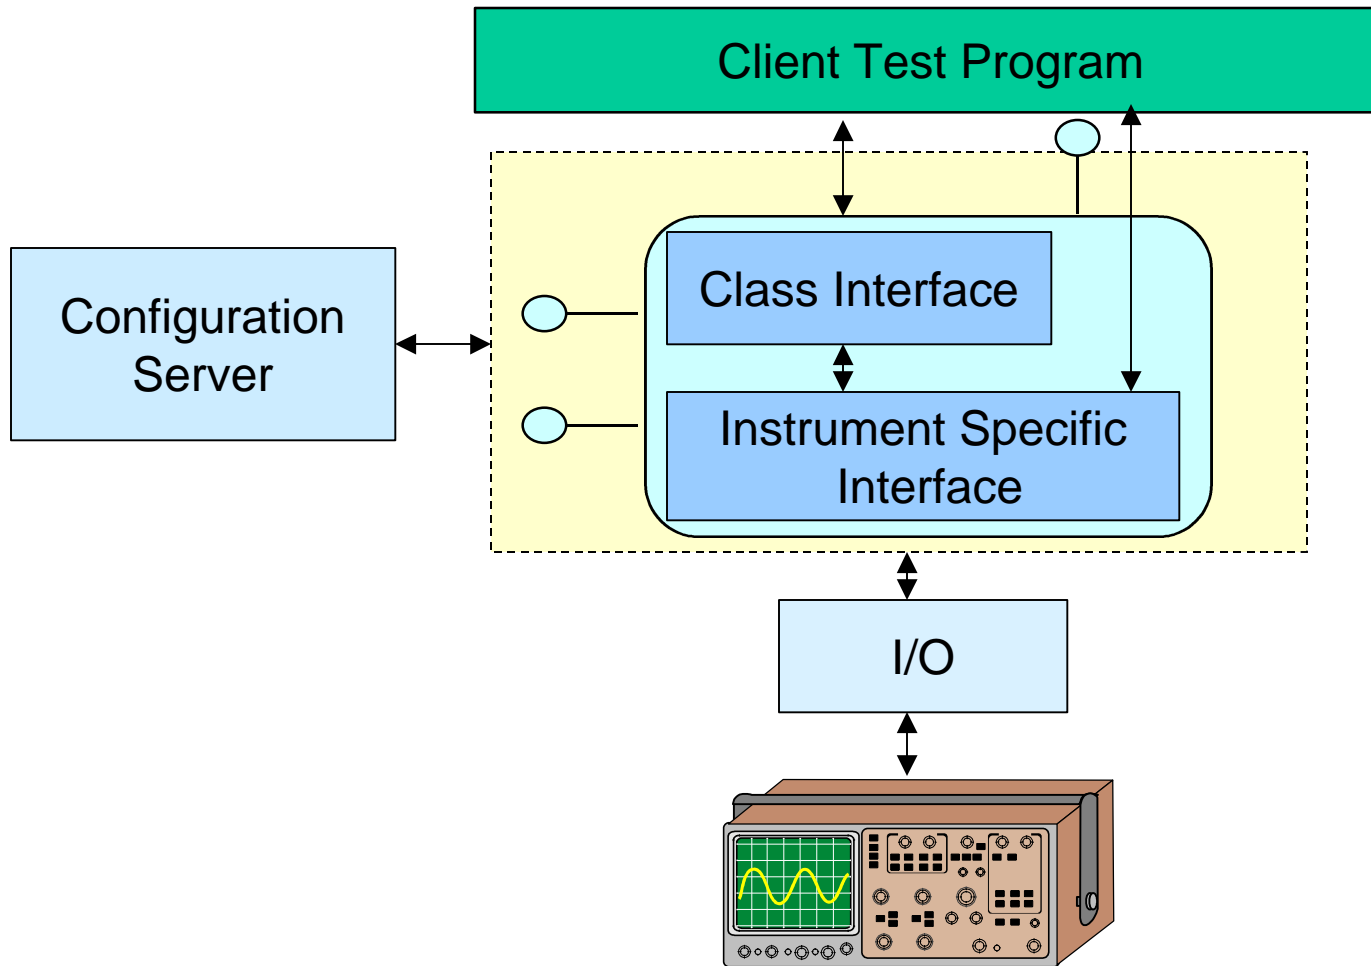 Client Test Program
Configuration
Server
Class Interface
Instrument Specific
Interface
I/O